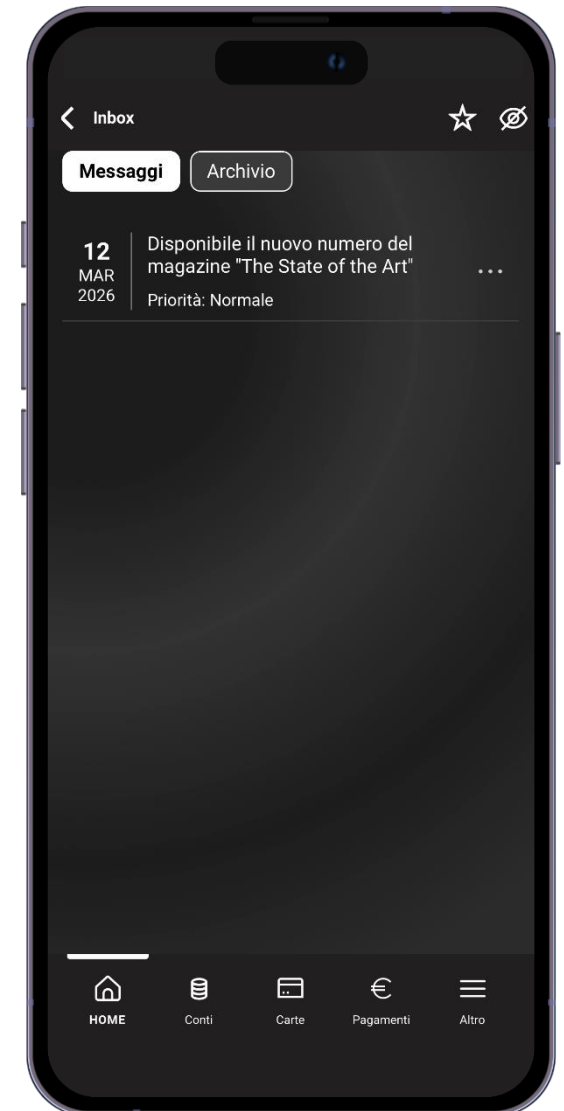 Inbox
Messaggi
Archivio
12
MAR
2026
Disponibile il nuovo numero del
magazine "The State of the Art"
Priorità: Normale
HOME
Conti
Carte
Pagamenti
Altro